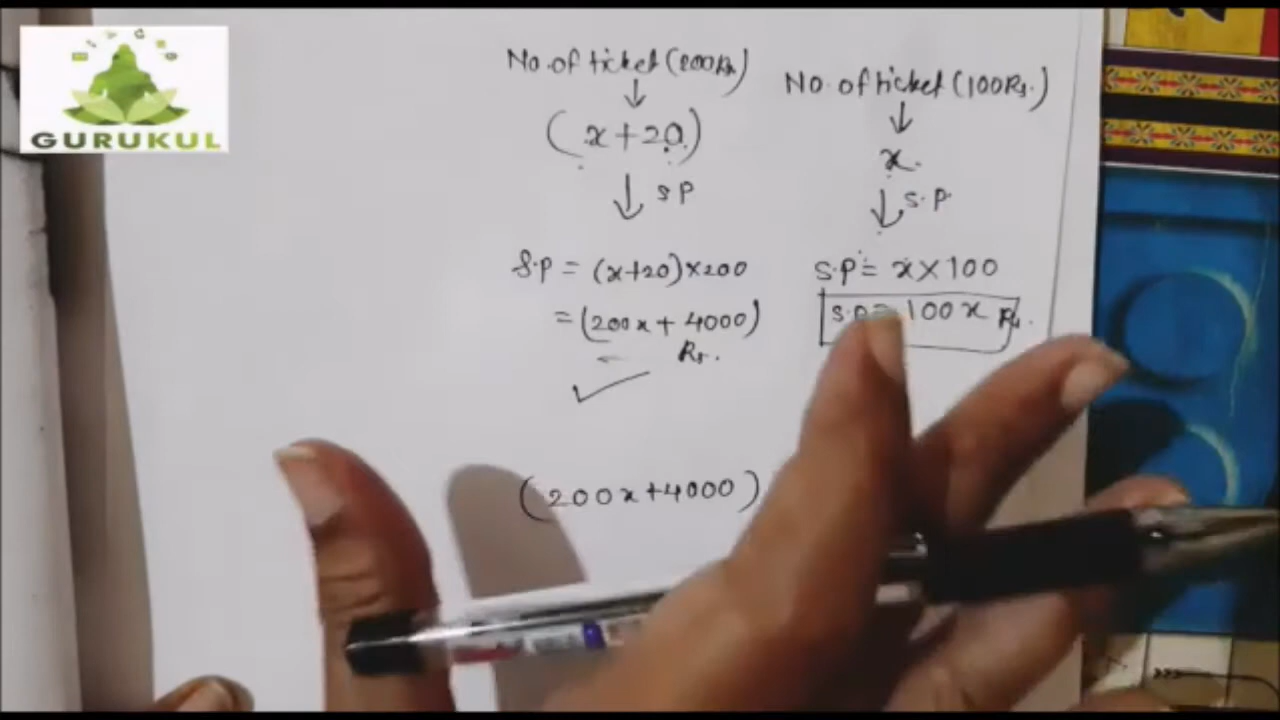 GURUKUL
No. of ticket (200Rs)
↓
(x+20)
↓ S P
S.P = (x+20)×200
= (200x + 4000)
Rs.
(200x+4000)
No. of ticket (100Rs.)
↓
x.
↓ S.P.
S.P = x × 100
S.P = 100 x Rs.